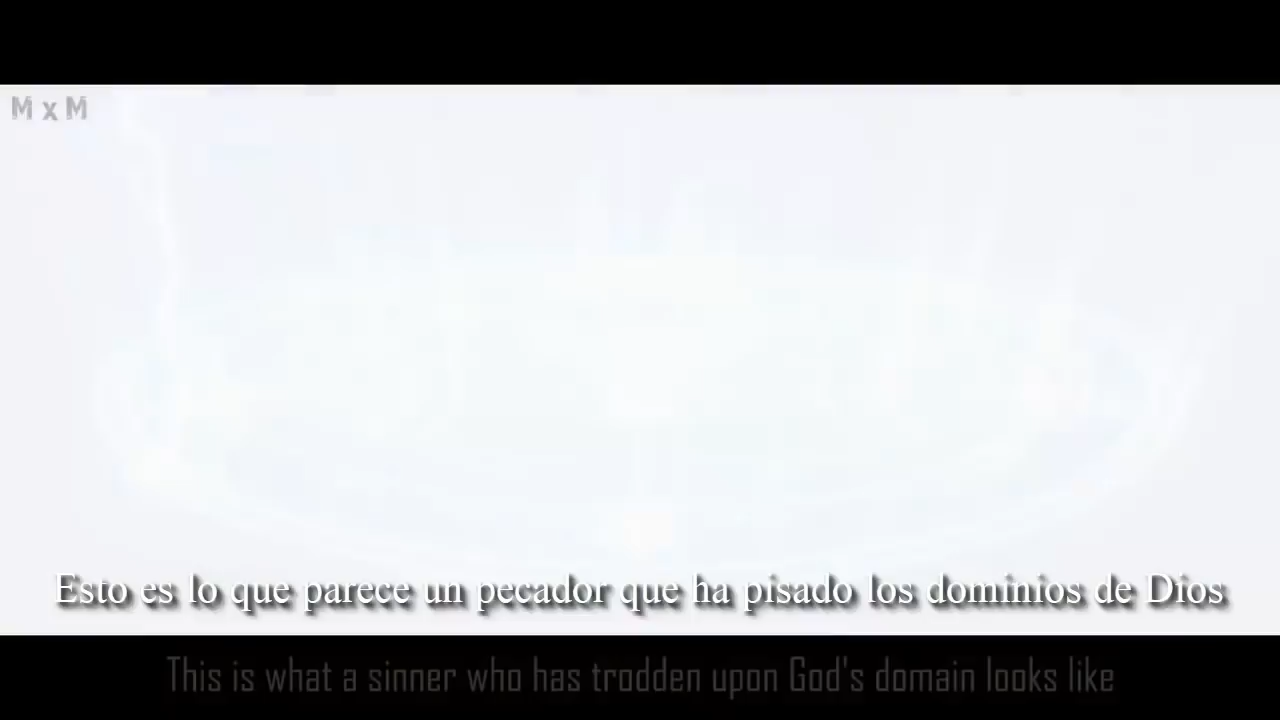 M x M
Esto es lo que parece un pecador que ha pisado los dominios de Dios
This is what a sinner who has trodden upon God's domain looks like